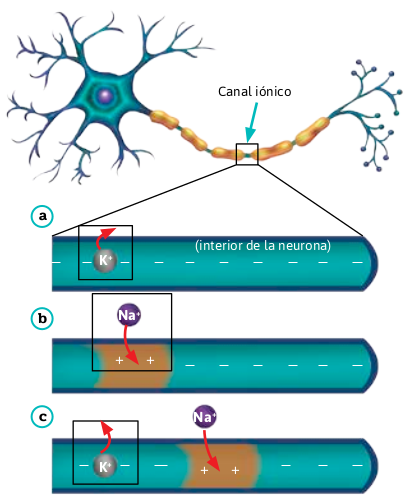 Canal iónico
a
(interior de la neurona)
K⁺
– – – – – – – – – –
b
Na⁺
+ + – – – – –
c
Na⁺
– K⁺ – – + + – – –